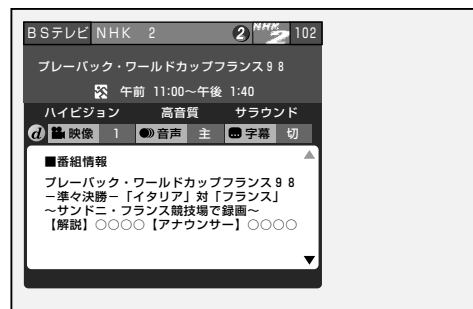 BSテレビ NHK 2 2 NHK 2 102
プレーバック・ワールドカップフランス98
午前 11:00~午後 1:40
ハイビジョン 高音質 サラウンド
d 映像 1 音声 主 字幕 切
■番組情報
プレーバック・ワールドカップフランス98
－準々決勝－「イタリア」対「フランス」
～サンドニ・フランス競技場で録画～
【解説】○○○○【アナウンサー】○○○○